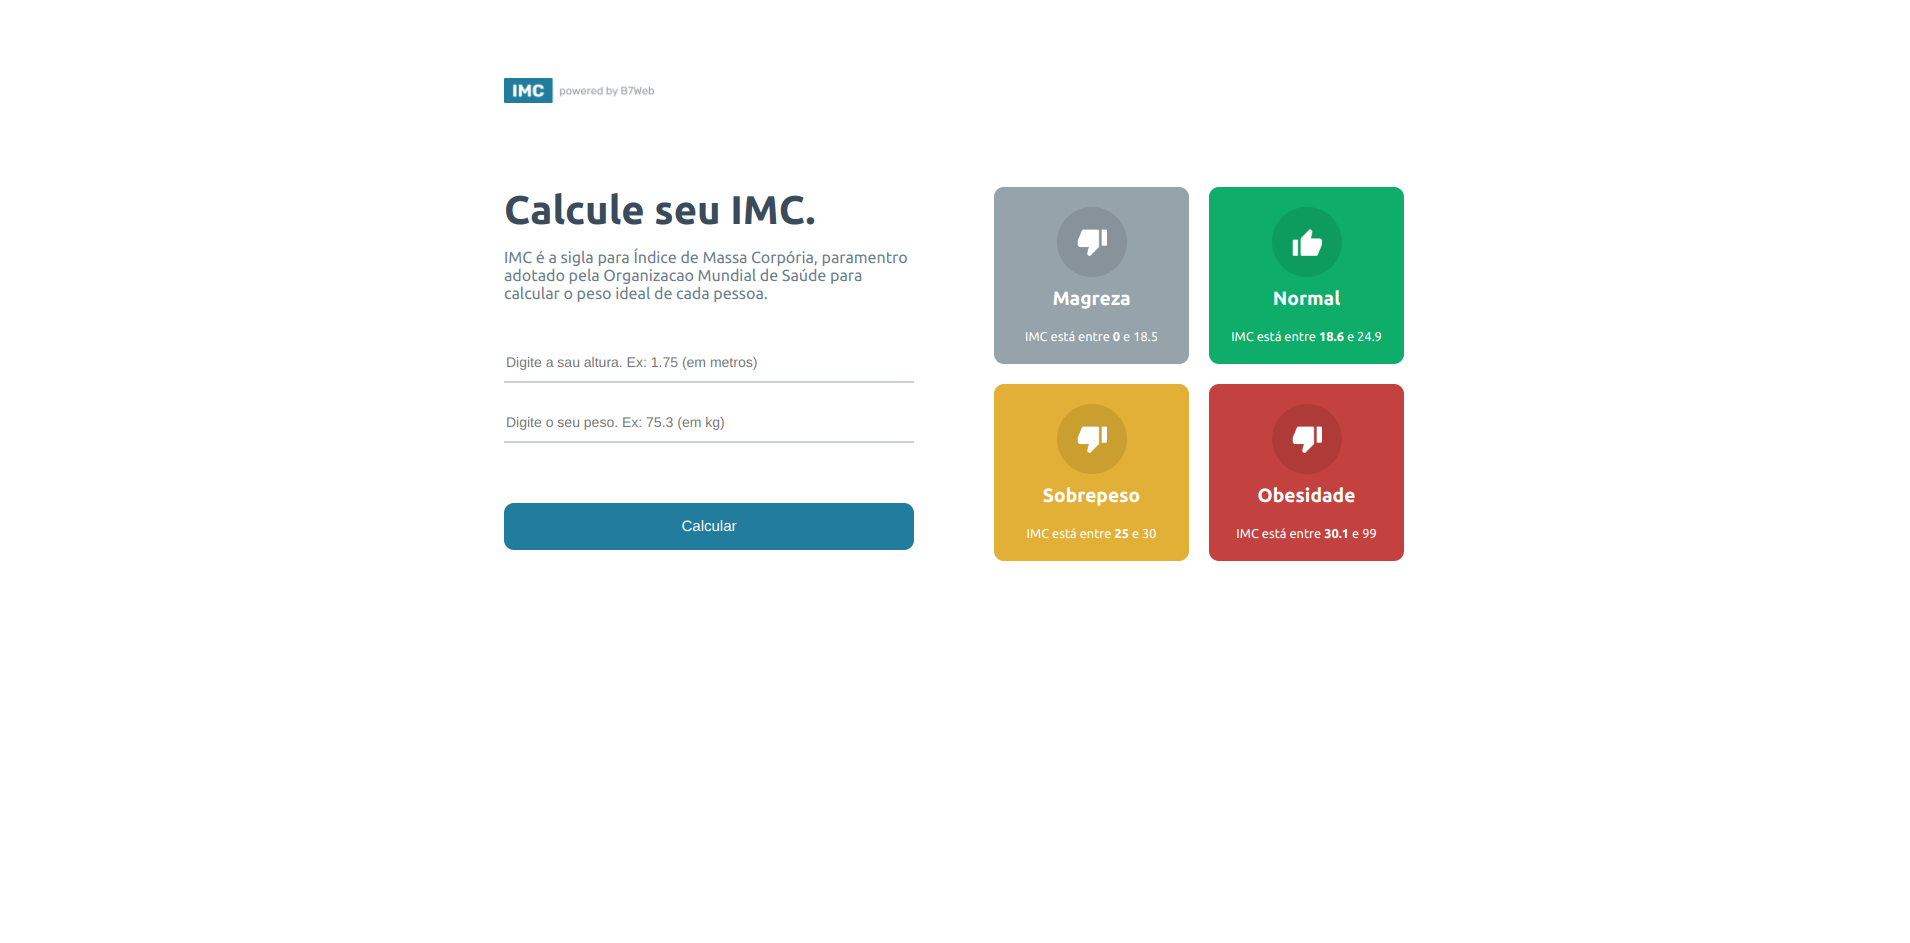 IMC powered by B7Web
Calcule seu IMC.
IMC é a sigla para Índice de Massa Corpória, paramentro
adotado pela Organizacao Mundial de Saúde para
calcular o peso ideal de cada pessoa.
Digite a sau altura. Ex: 1.75 (em metros)
Digite o seu peso. Ex: 75.3 (em kg)
Calcular
Magreza
IMC está entre 0 e 18.5
Normal
IMC está entre 18.6 e 24.9
Sobrepeso
IMC está entre 25 e 30
Obesidade
IMC está entre 30.1 e 99